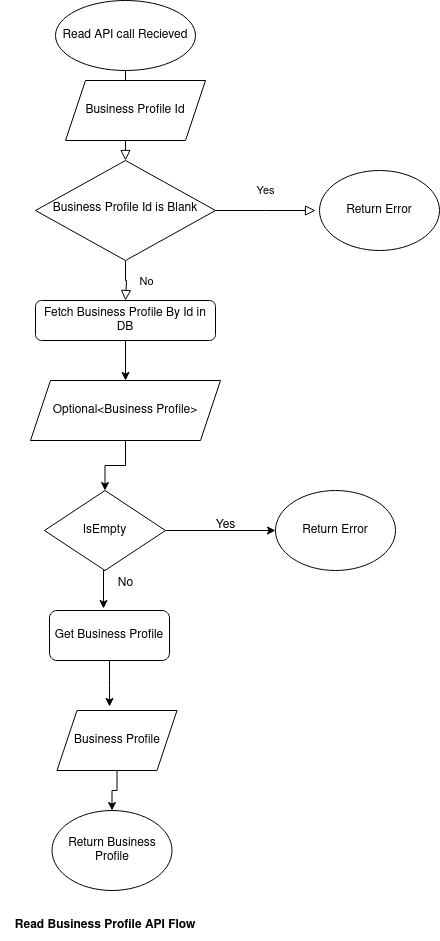 Read API call Recieved
Business Profile Id
Business Profile Id is Blank
Yes
Return Error
No
Fetch Business Profile By Id in
DB
Optional<Business Profile>
IsEmpty
Yes
Return Error
No
Get Business Profile
Business Profile
Return Business
Profile
Read Business Profile API Flow